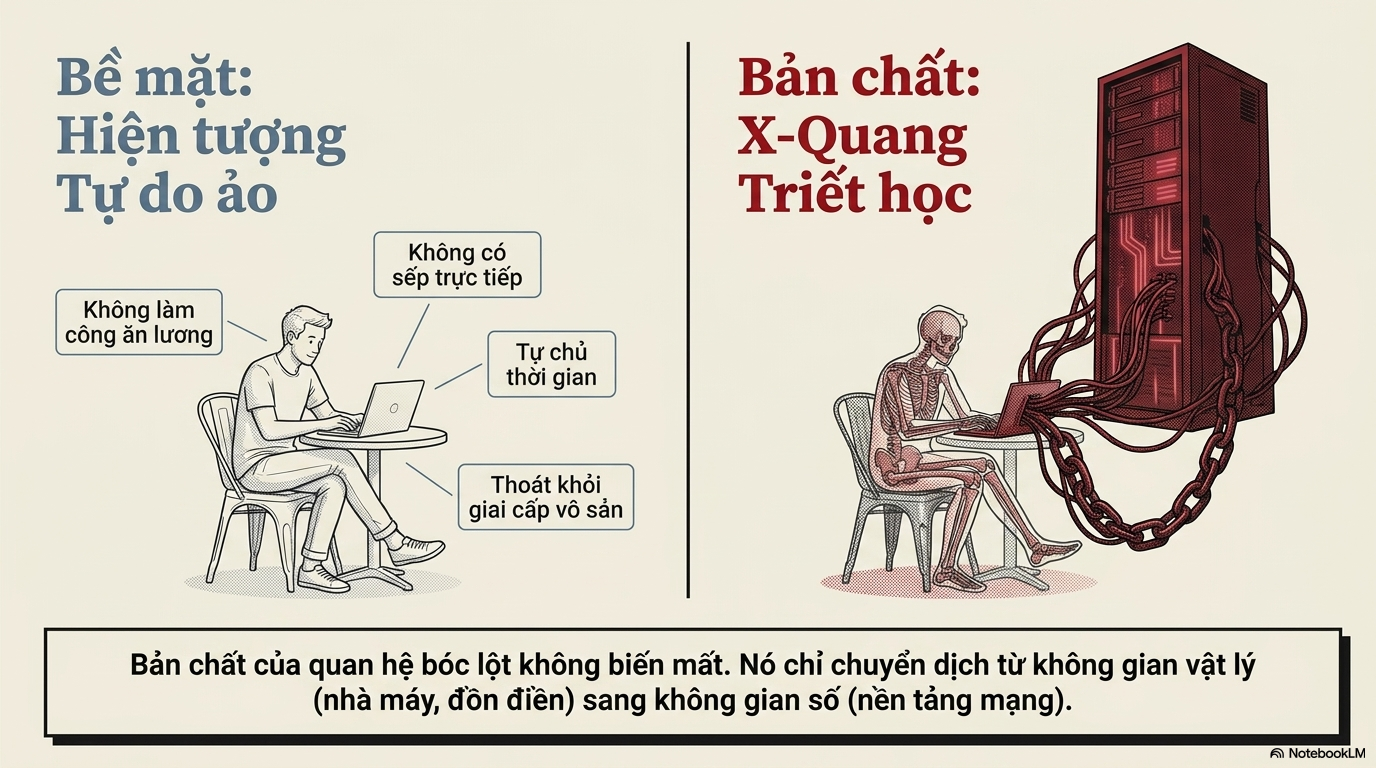 Bề mặt:
Hiện tượng
Tự do ảo
Không có
sếp trực tiếp
Không làm
công ăn lương
Tự chủ
thời gian
Thoát khỏi
giai cấp vô sản
Bản chất:
X-Quang
Triết học
Bản chất của quan hệ bóc lột không biến mất. Nó chỉ chuyển dịch từ không gian vật lý
(nhà máy, đồn điền) sang không gian số (nền tảng mạng).
NotebookLM